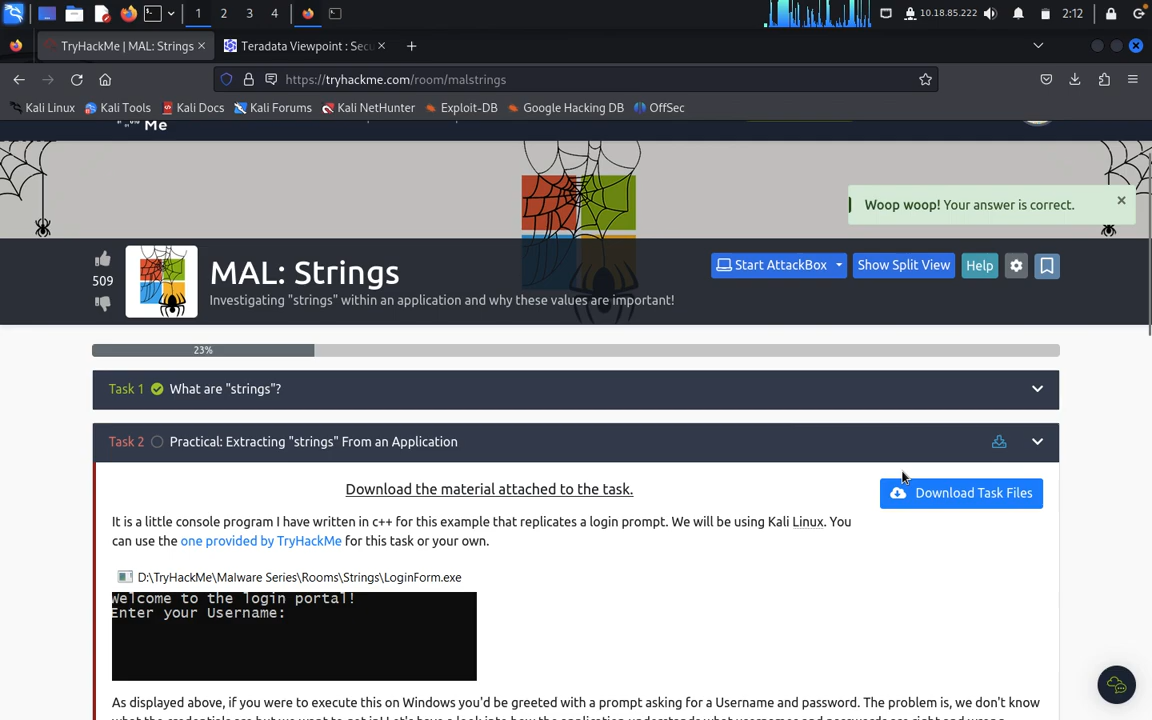 1 2 3 4 10.18.85.222 2:12
TryHackMe | MAL: Strings Teradata Viewpoint : Secu
https://tryhackme.com/room/malstrings
Kali Linux Kali Tools Kali Docs Kali Forums Kali NetHunter Exploit-DB Google Hacking DB OffSec
Me
Woop woop! Your answer is correct.
509
MAL: Strings
Investigating "strings" within an application and why these values are important!
Start AttackBox Show Split View Help
23%
Task 1 What are "strings"?
Task 2 Practical: Extracting "strings" From an Application
Download the material attached to the task.
Download Task Files
It is a little console program I have written in c++ for this example that replicates a login prompt. We will be using Kali Linux. You
can use the one provided by TryHackMe for this task or your own.
D:\TryHackMe\Malware Series\Rooms\Strings\LoginForm.exe
Welcome to the login portal!
Enter your Username:
As displayed above, if you were to execute this on Windows you'd be greeted with a prompt asking for a Username and password. The problem is, we don't know